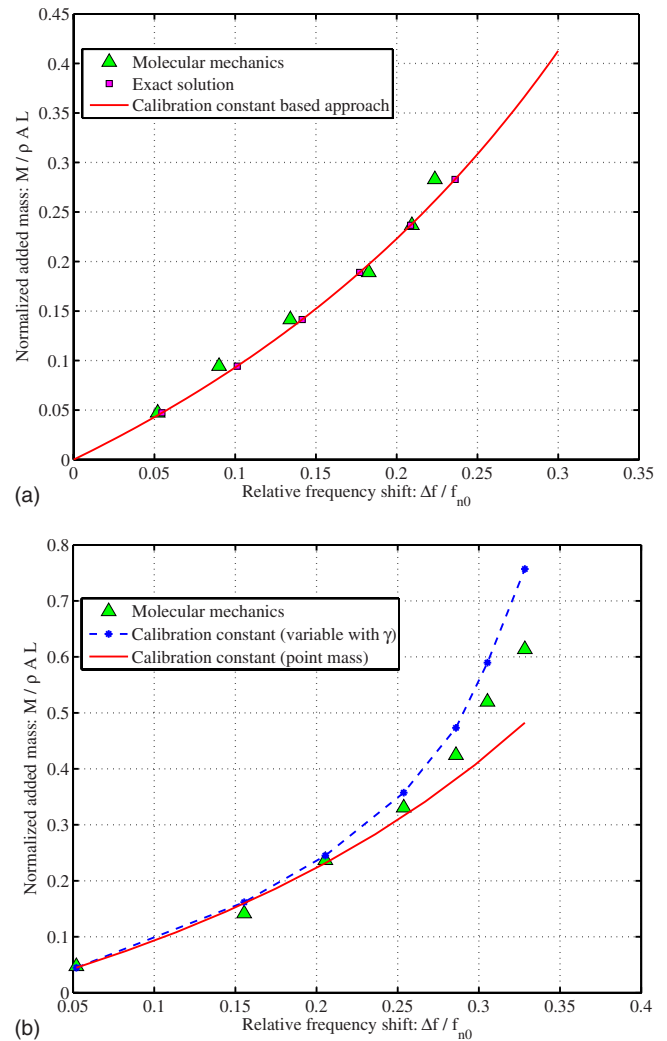 0.45
0.4
0.35
0.3
0.25
0.2
0.15
0.1
0.05
0
Normalized added mass: M / ρ A L
Molecular mechanics
Exact solution
Calibration constant based approach
0 0.05 0.1 0.15 0.2 0.25 0.3 0.35
(a) Relative frequency shift: Δf / fn0
0.8
0.7
0.6
0.5
0.4
0.3
0.2
0.1
0
Normalized added mass: M / ρ A L
Molecular mechanics
Calibration constant (variable with γ)
Calibration constant (point mass)
0.05 0.1 0.15 0.2 0.25 0.3 0.35 0.4
(b) Relative frequency shift: Δf / fn0